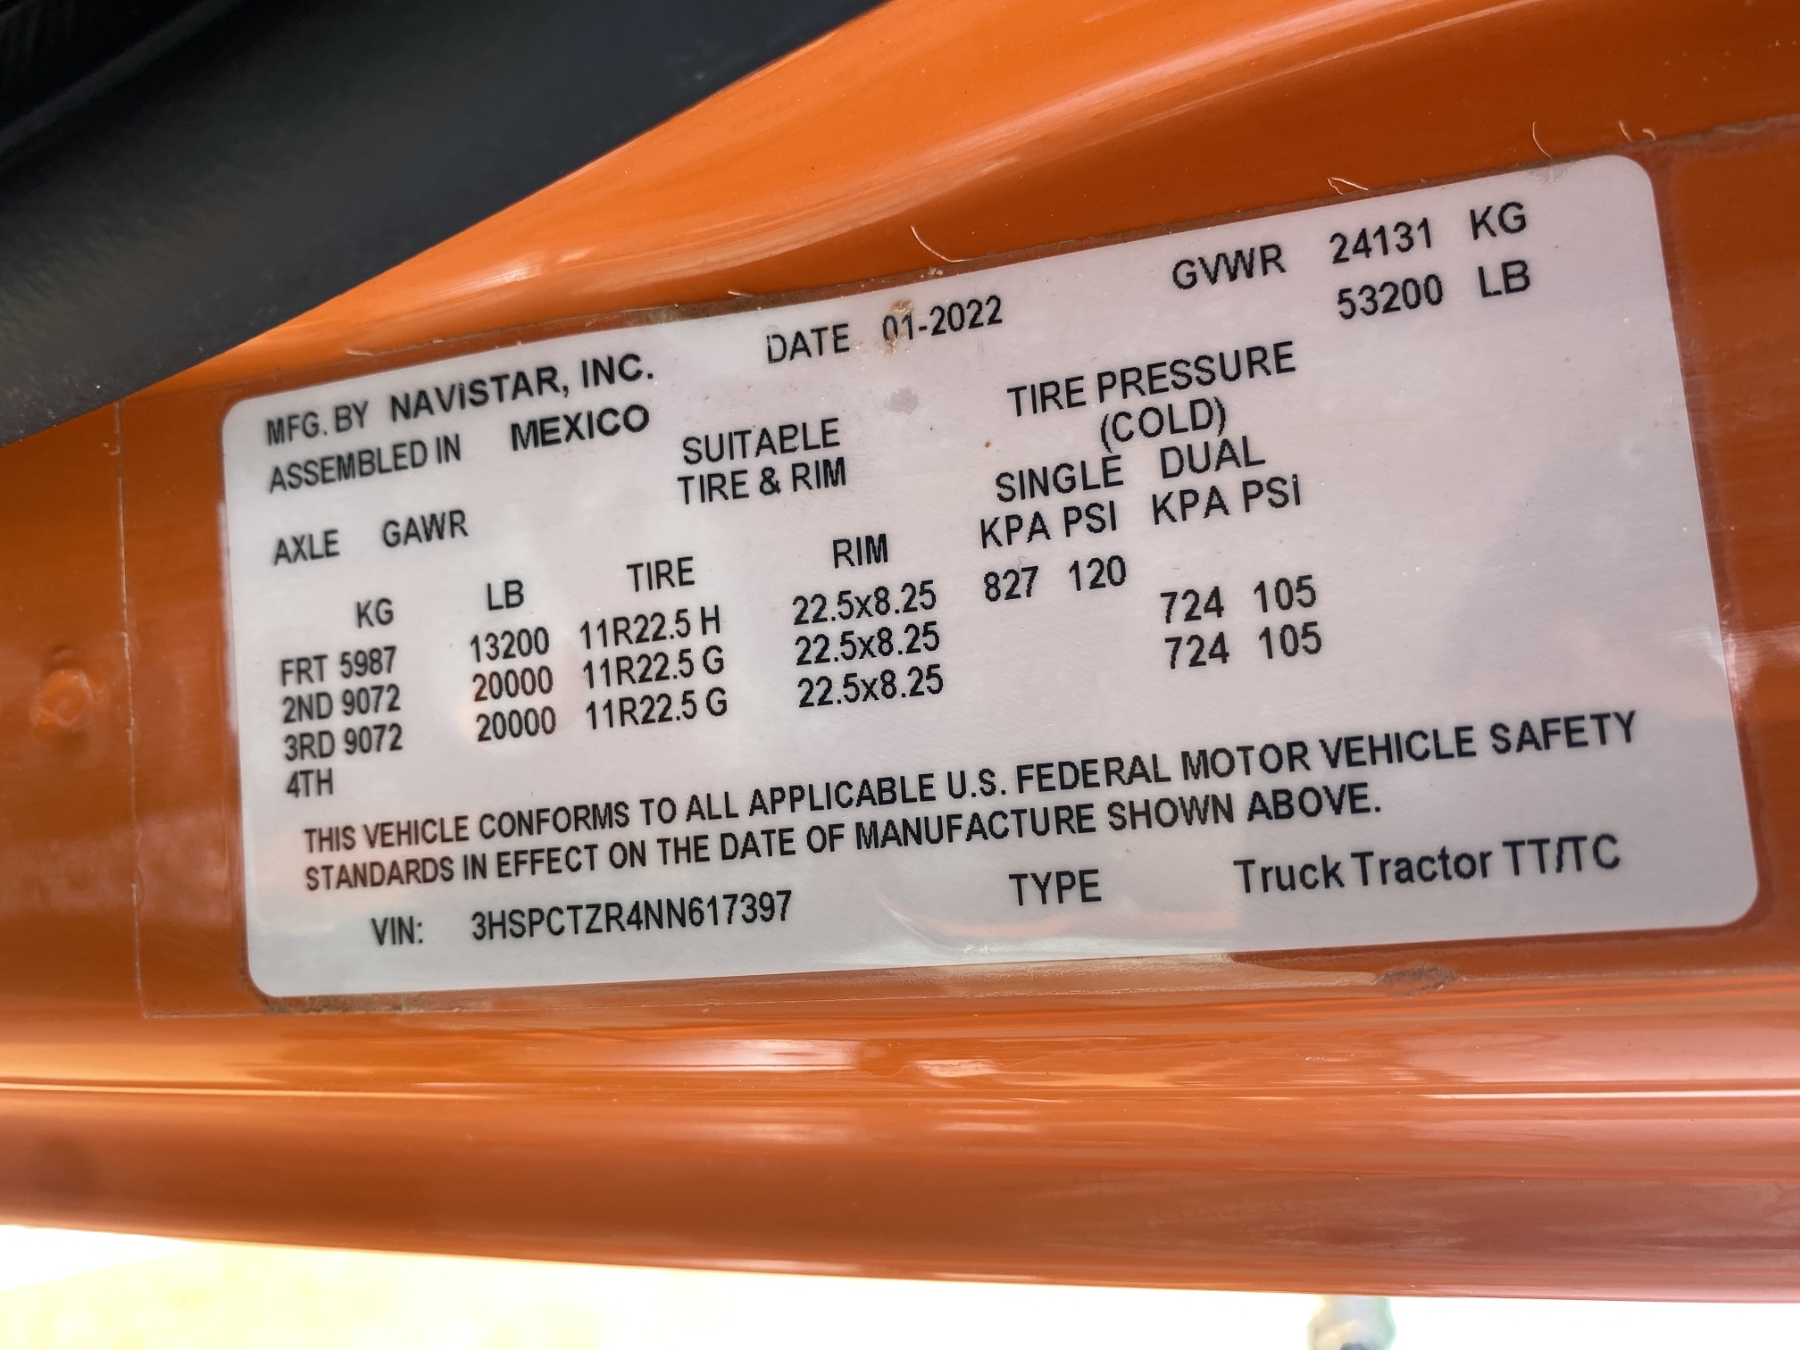 MFG. BY NAVISTAR, INC. DATE 01-2022 GVWR 24131 KG
ASSEMBLED IN MEXICO 53200 LB
SUITABLE TIRE PRESSURE
TIRE & RIM (COLD)
SINGLE DUAL
AXLE GAWR KPA PSI KPA PSI
KG LB TIRE RIM
FRT 5987 13200 11R22.5 H 22.5x8.25 827 120
2ND 9072 20000 11R22.5 G 22.5x8.25 724 105
3RD 9072 20000 11R22.5 G 22.5x8.25 724 105
4TH
THIS VEHICLE CONFORMS TO ALL APPLICABLE U.S. FEDERAL MOTOR VEHICLE SAFETY
STANDARDS IN EFFECT ON THE DATE OF MANUFACTURE SHOWN ABOVE.
VIN: 3HSPCTZR4NN617397 TYPE Truck Tractor TT/TC